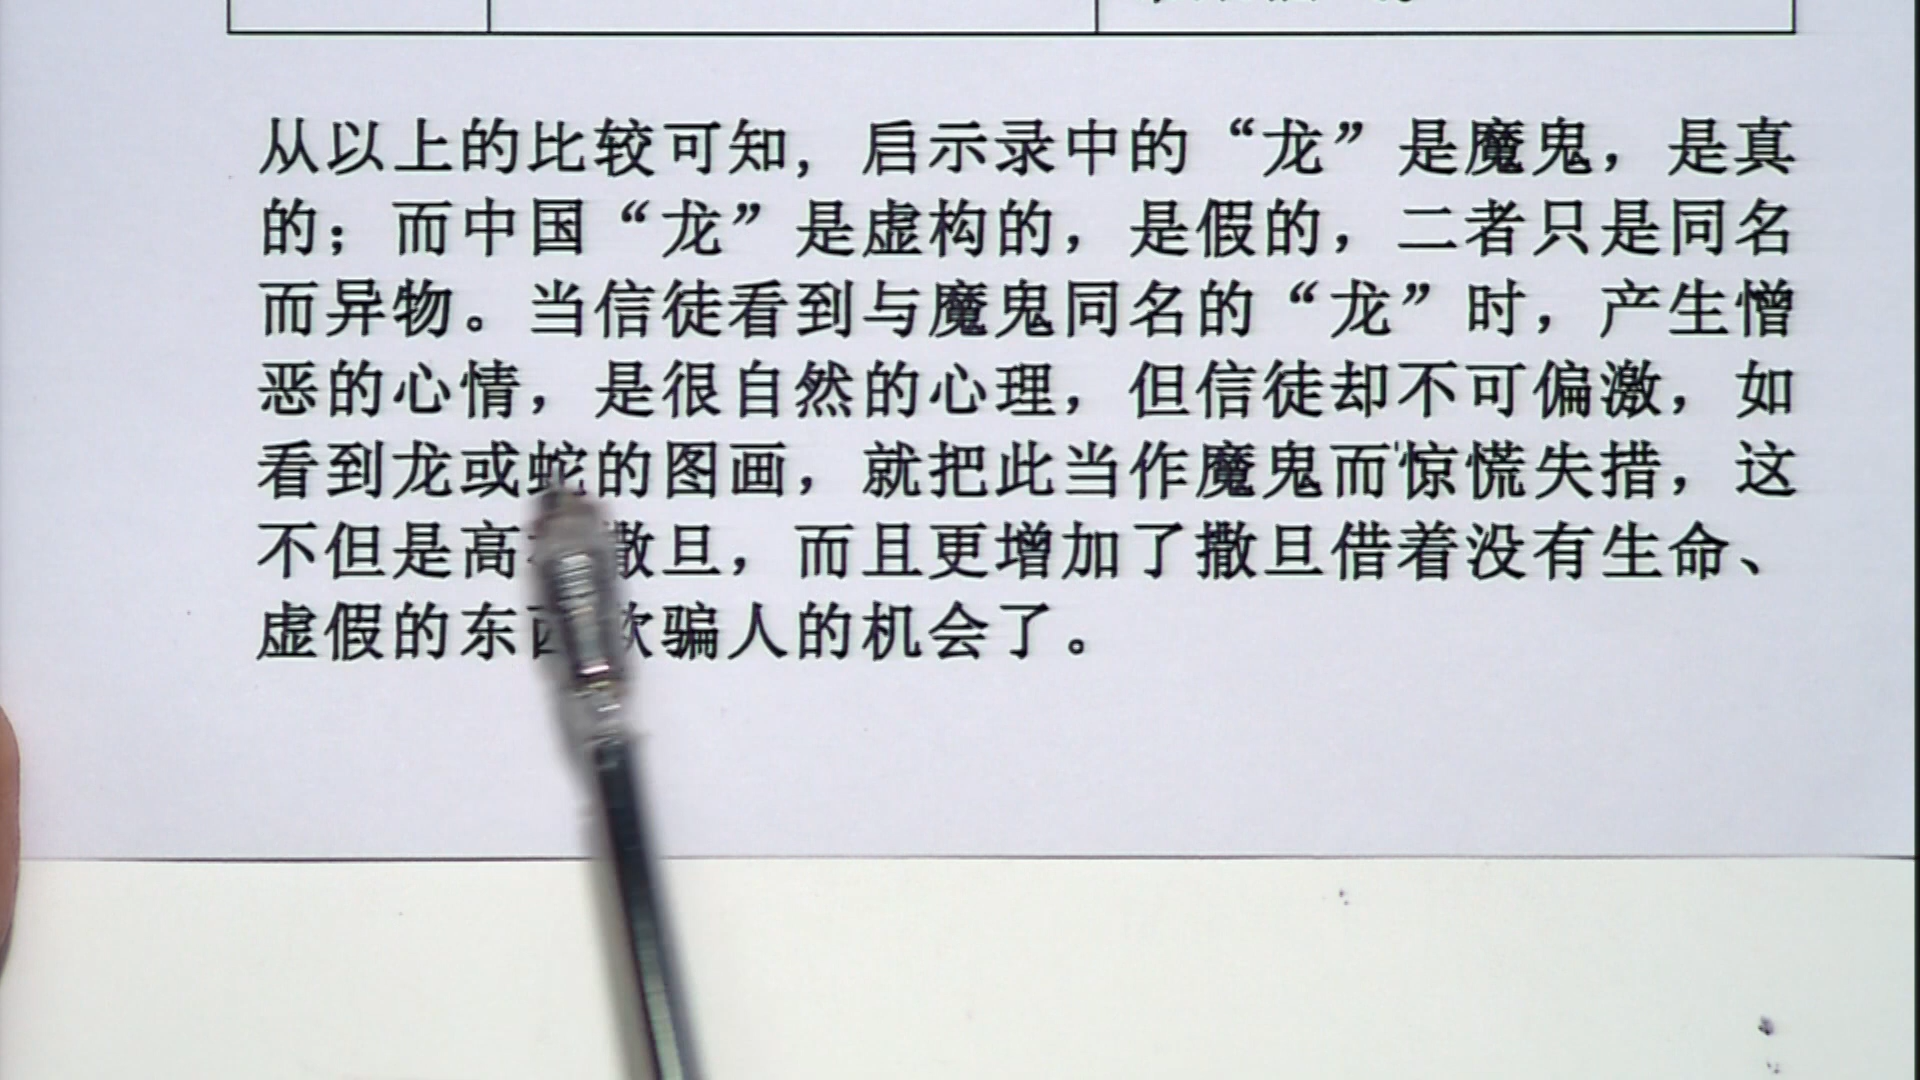 从以上的比较可知，启示录中的“龙”是魔鬼，是真
的；而中国“龙”是虚构的，是假的，二者只是同名
而异物。当信徒看到与魔鬼同名的“龙”时，产生憎
恶的心情，是很自然的心理，但信徒却不可偏激，如
看到龙或蛇的图画，就把此当作魔鬼而惊慌失措，这
不但是高撒旦，而且更增加了撒旦借着没有生命、
虚假的东西欺骗人的机会了。